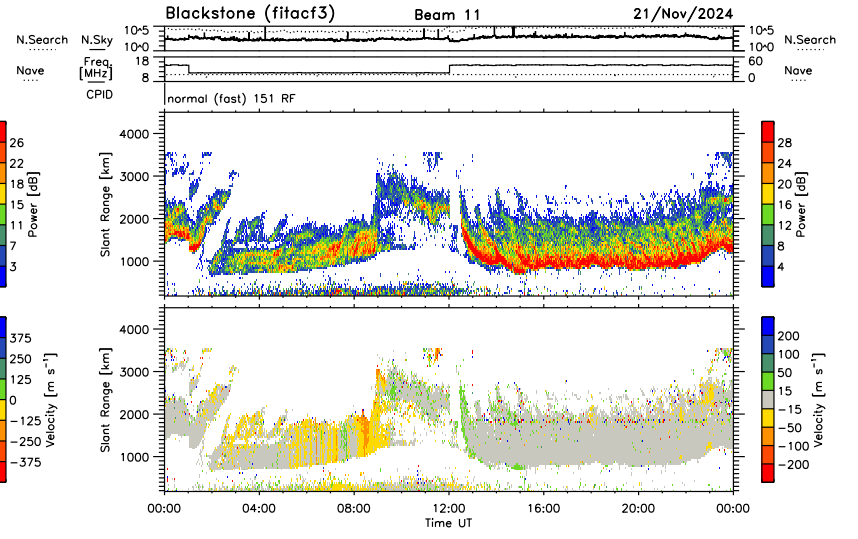 Blackstone (fitacf3) Beam 11 21/Nov/2024
N.Search N.Sky 10^5 10^0 10^5 10^0 N.Search
Nave Freq. [MHz] 18 8 60 0 Nave
CPID normal (fast) 151 RF
Slant Range [km] 4000 3000 2000 1000
Power [dB] 26 22 18 15 11 7 3
Power [dB] 28 24 20 16 12 8 4
Slant Range [km] 4000 3000 2000 1000
Velocity [m s⁻¹] 375 250 125 0 −125 −250 −375
Velocity [m s⁻¹] 200 100 50 15 −15 −50 −100 −200
00:00 04:00 08:00 12:00 16:00 20:00 00:00
Time UT